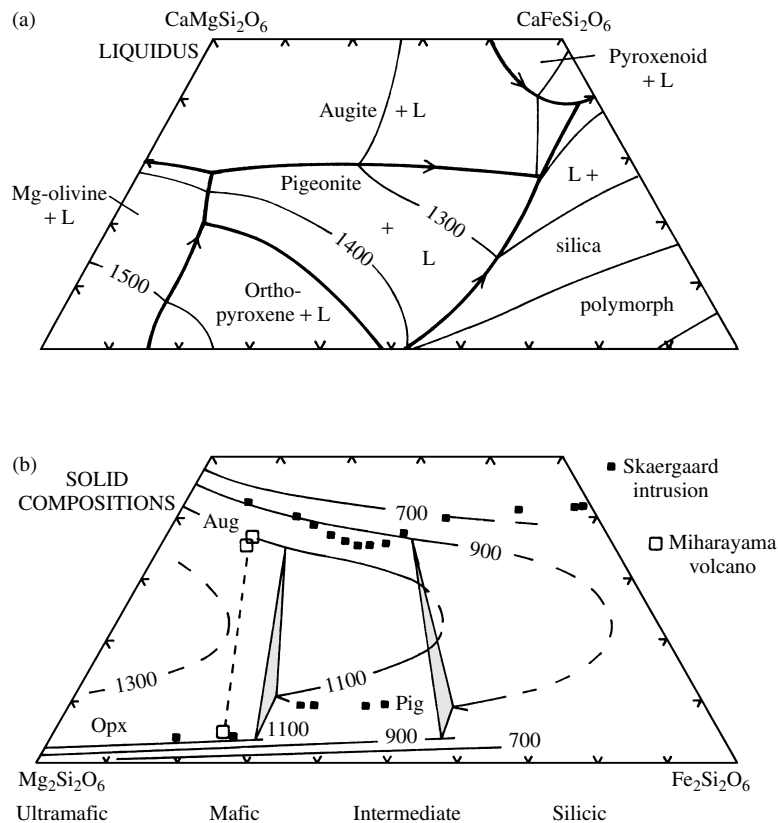 (a)
CaMgSi₂O₆
CaFeSi₂O₆
LIQUIDUS
Pyroxenoid
+ L
Augite + L
Mg-olivine
+ L
Pigeonite
+
L
L +
silica
polymorph
1300
1400
1500
Ortho-
pyroxene + L
(b)
SOLID
COMPOSITIONS
Skaergaard
intrusion
Miharayama
volcano
700
900
Aug
1300
1100
Pig
Opx
1100
900
700
Mg₂Si₂O₆
Fe₂Si₂O₆
Ultramafic
Mafic
Intermediate
Silicic